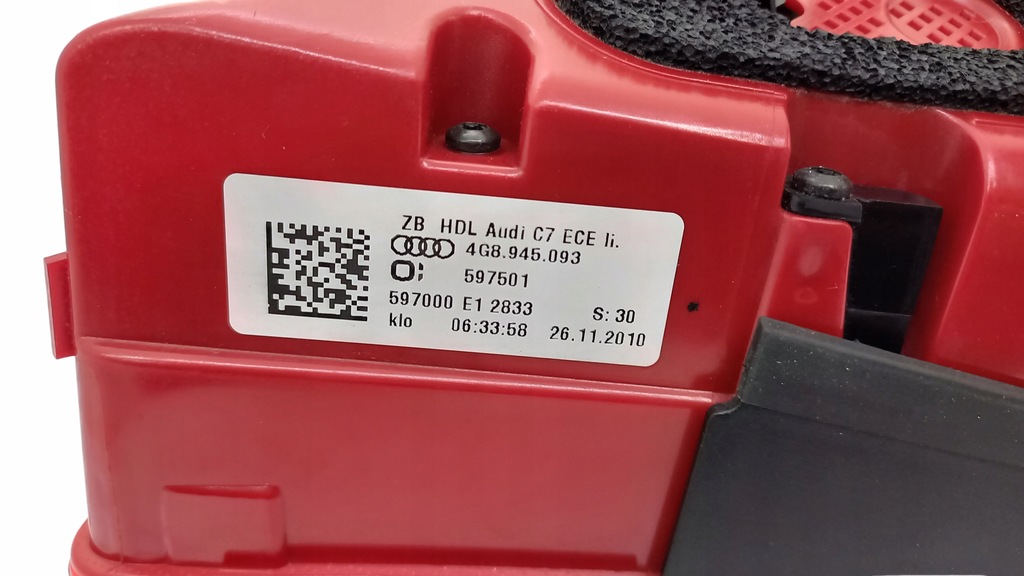 ZB HDL Audi C7 ECE li.
4G8.945.093
597501
597000 E1 2833 S: 30
klo 06:33:58 26.11.2010